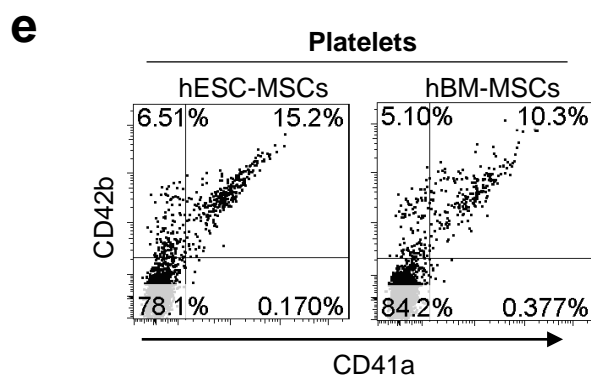 e
Platelets
hESC-MSCs hBM-MSCs
6.51% 15.2% 5.10% 10.3%
CD42b
78.1% 0.170% 84.2% 0.377%
CD41a